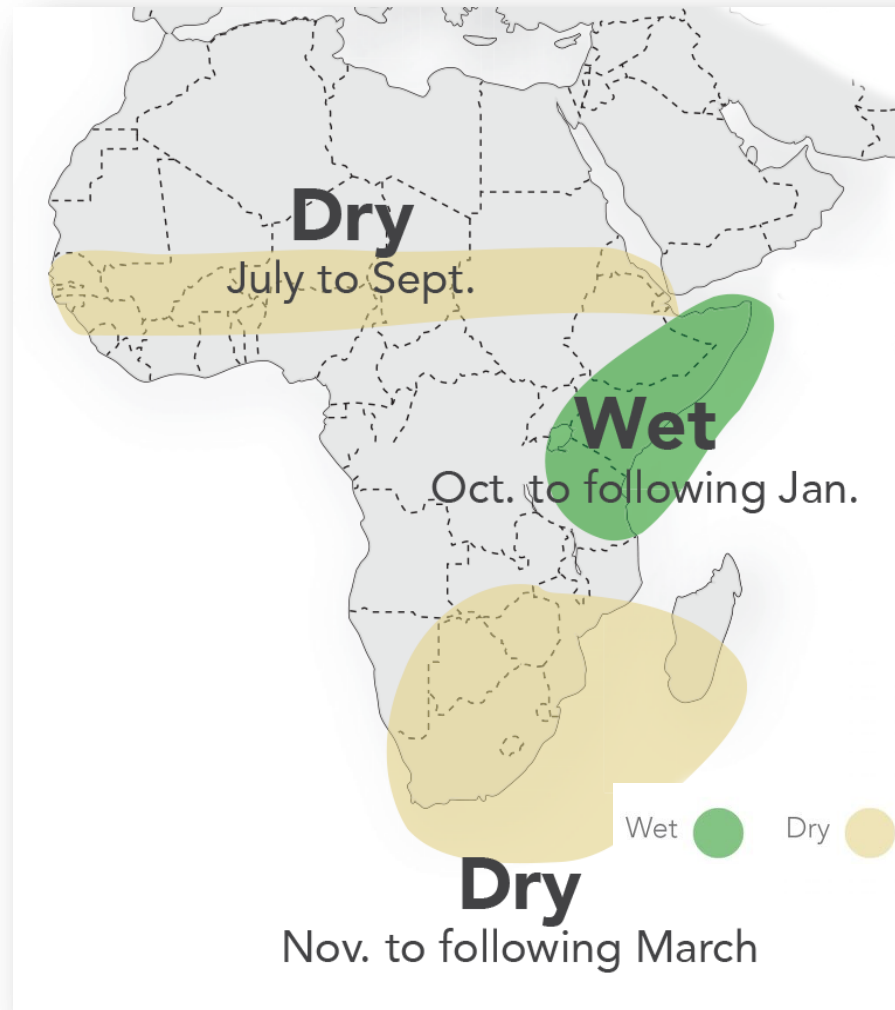 Dry
July to Sept.
Wet
Oct. to following Jan.
Wet
Dry
Dry
Nov. to following March